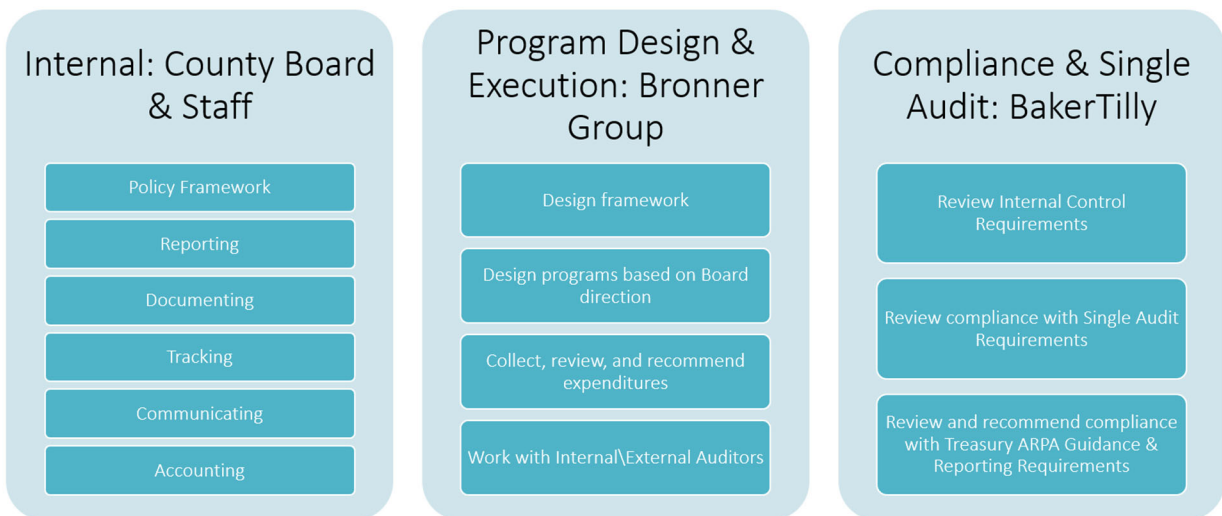 Internal: County Board
& Staff
Policy Framework
Reporting
Documenting
Tracking
Communicating
Accounting
Program Design &
Execution: Bronner
Group
Design framework
Design programs based on Board
direction
Collect, review, and recommend
expenditures
Work with Internal\External Auditors
Compliance & Single
Audit: BakerTilly
Review Internal Control
Requirements
Review compliance with Single Audit
Requirements
Review and recommend compliance
with Treasury ARPA Guidance &
Reporting Requirements